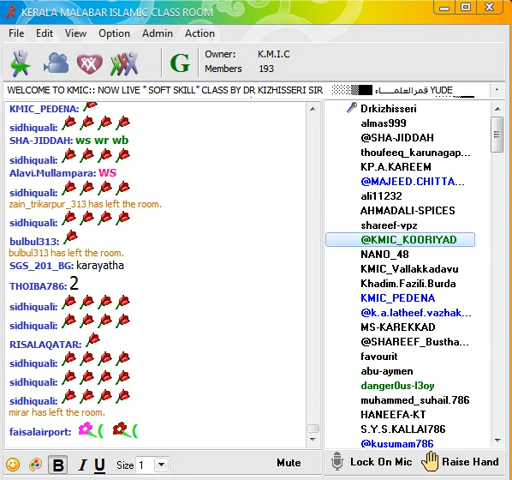 KERALA MALABAR ISLAMIC CLASS ROOM
File Edit View Option Admin Action
G
Owner: K.M.I.C
Members 193
WELCOME TO KMIC:: NOW LIVE " SOFT SKILL" CLASS BY DR KIZHISSERI SIR قمرالعلمـــاء YUDE
KMIC_PEDENA:
sidhiquali:
SHA-JIDDAH: ws wr wb
sidhiquali:
Alavi.Mullampara: WS
sidhiquali:
zain_trikarpur_313 has left the room.
sidhiquali:
bulbul313:
bulbul313 has left the room.
SGS_201_BG: karayatha
THOIBA786: 2
sidhiquali:
sidhiquali:
RISALAQATAR:
sidhiquali:
sidhiquali:
sidhiquali:
mirar has left the room.
faisalairport: ( (
Drkizhisseri
almas999
@SHA-JIDDAH
thoufeeq_karunagap...
KP.A.KAREEM
@MAJEED.CHITTA...
ali11232
AHMADALI-SPICES
shareef-vpz
@KMIC_KOORIYAD
NANO_48
KMIC_Vallakkadavu
Khadim.Fazili.Burda
KMIC_PEDENA
@k.a.latheef.vazhak...
MS-KAREKKAD
@SHAREEF_Bustha...
favourit
abu-aymen
danger0us-l3oy
muhammed_suhail.786
HANEEFA-KT
S.Y.S.KALLAI786
@kusumam786
B I U Size 1 Mute
Lock On Mic Raise Hand